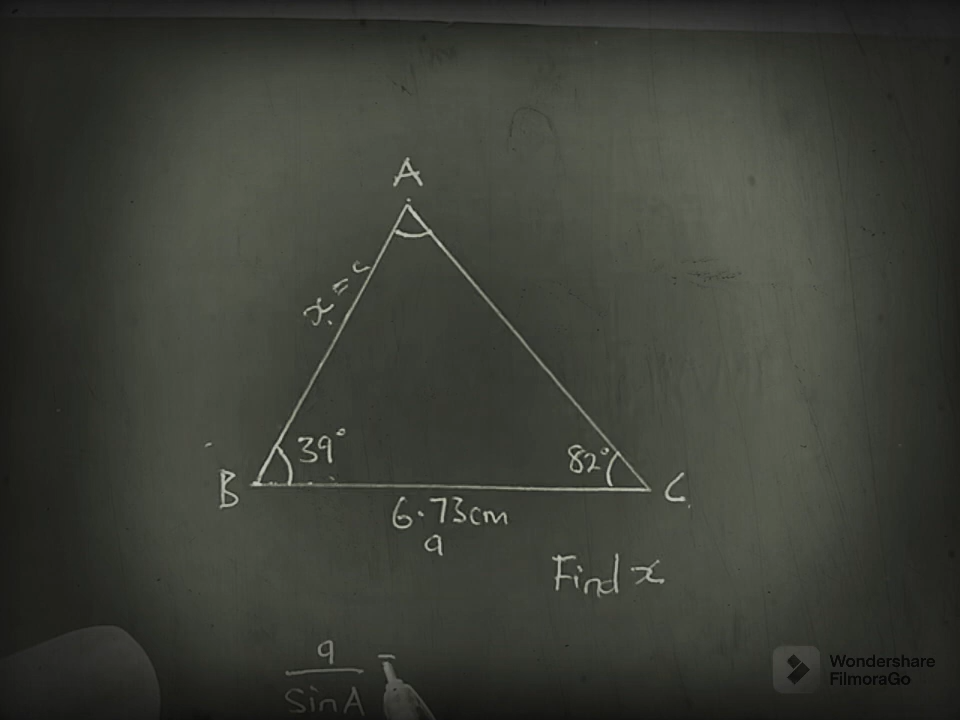 A
x = c
39°
82°
B
C
6.73cm
a
Find x
a
=
sin A
Wondershare
FilmoraGo